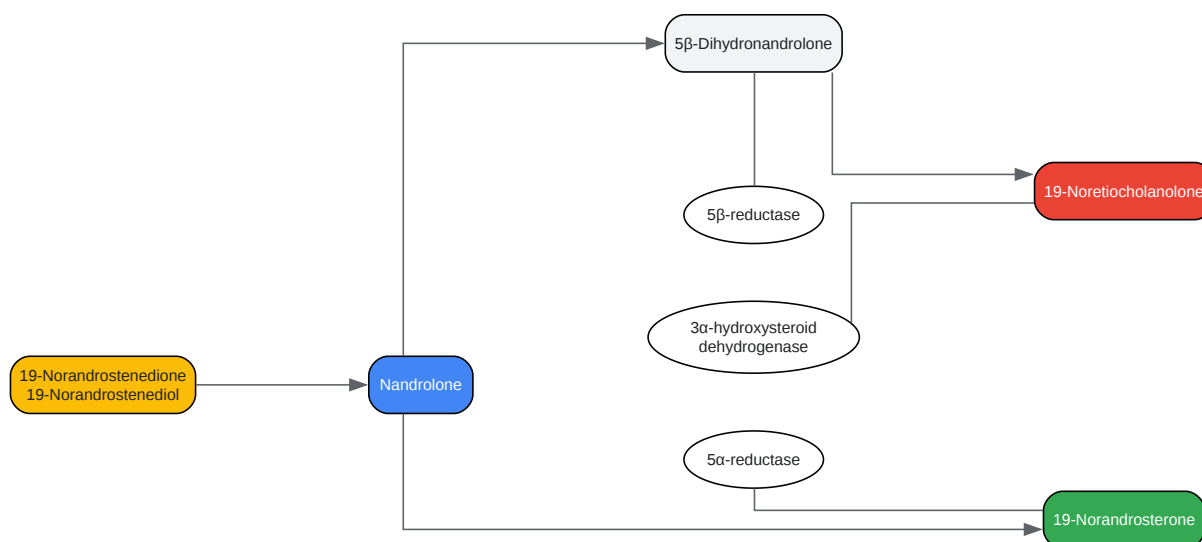 5β-Dihydronandrolone
19-Noretiocholanolone
5β-reductase
3α-hydroxysteroid
dehydrogenase
19-Norandrostenedione
19-Norandrostenediol
Nandrolone
5α-reductase
19-Norandrosterone